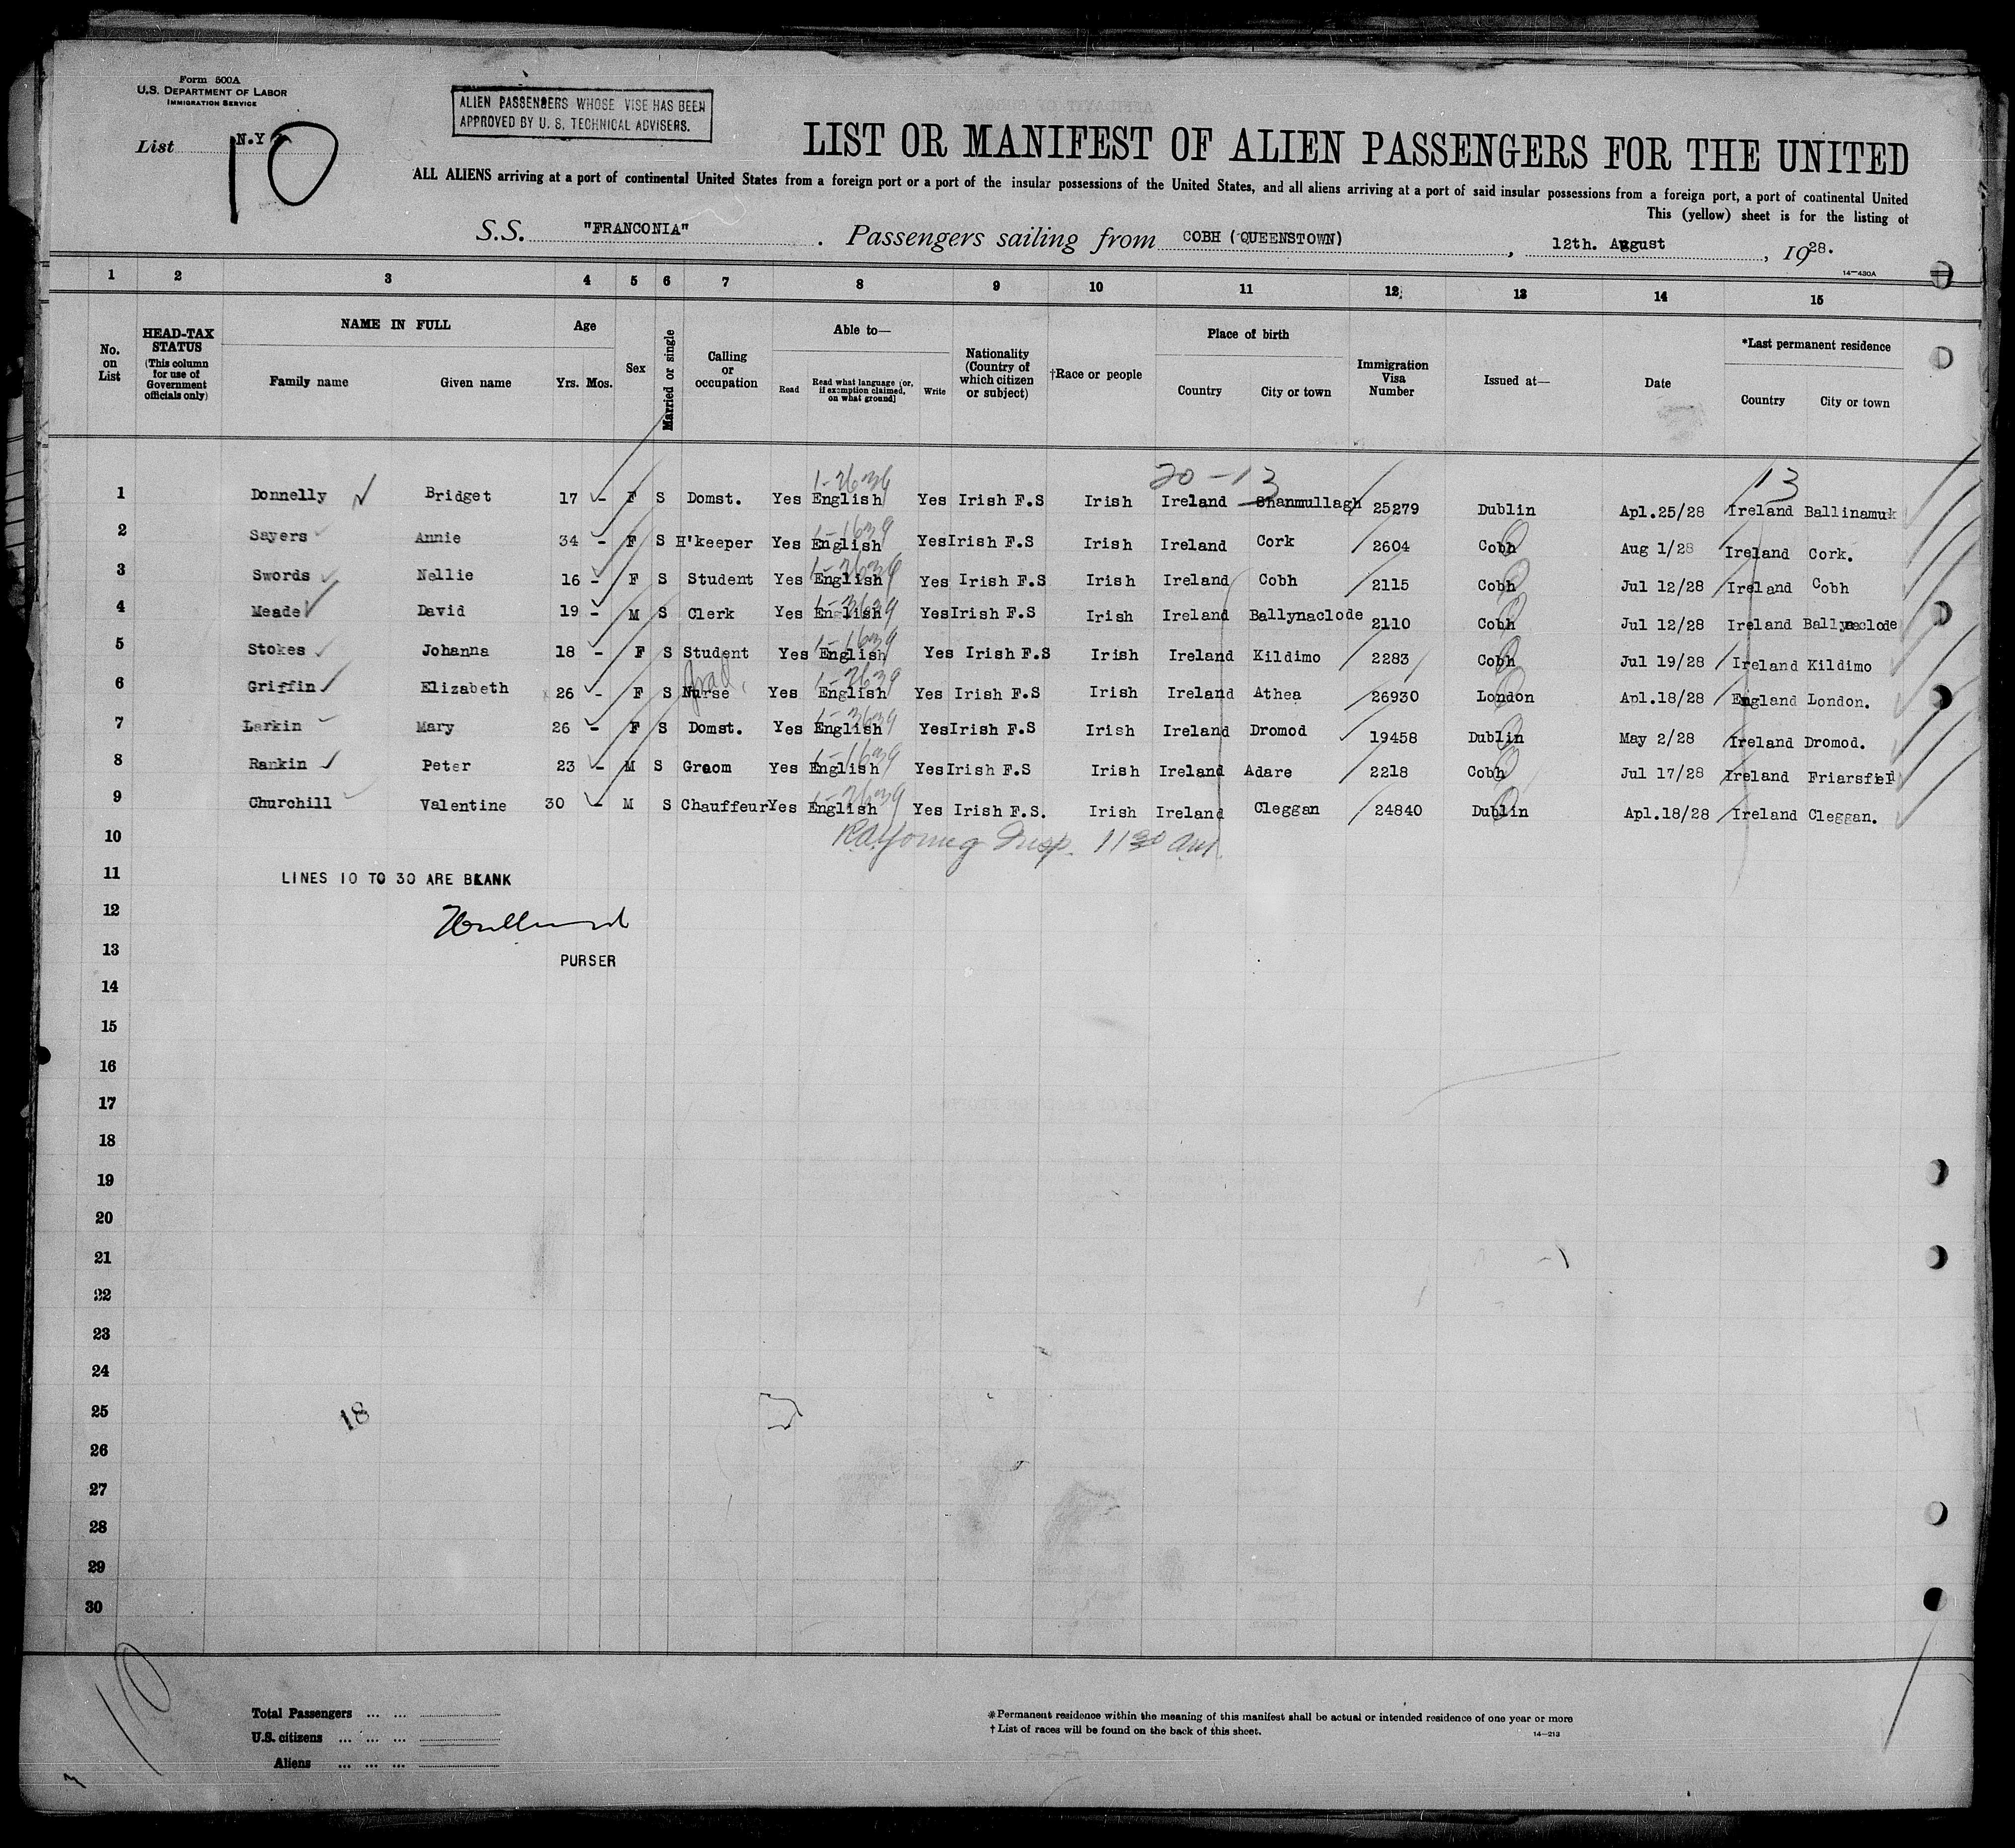 Form 500A
U.S. DEPARTMENT OF LABOR
IMMIGRATION SERVICE
List N.Y
10
ALIEN PASSENGERS WHOSE VISE HAS BEEN
APPROVED BY U. S. TECHNICAL ADVISERS.
LIST OR MANIFEST OF ALIEN PASSENGERS FOR THE UNITED
ALL ALIENS arriving at a port of continental United States from a foreign port or a port of the insular possessions of the United States, and all aliens arriving at a port of said insular possessions from a foreign port, a port of continental United
This (yellow) sheet is for the listing of
S.S. "FRANCONIA" . Passengers sailing from COBH (QUEENSTOWN) , 12th. August , 1928.
14—430A
1 2 3 4 5 6 7 8 9 10 11 12 13 14 15
No. on List
HEAD-TAX STATUS (This column for use of Government officials only)
NAME IN FULL Family name Given name
Age Yrs. Mos.
Sex
Married or single
Calling or occupation
Able to— Read Read what language [or, if exemption claimed, on what ground] Write
Nationality (Country of which citizen or subject)
†Race or people
Place of birth Country City or town
Immigration Visa Number
Issued at—
Date
*Last permanent residence Country City or town
20-13 13
1 Donnelly Bridget 17 - F S Domst. Yes English Yes Irish F.S Irish Ireland Shanmullagh 25279 Dublin Apl.25/28 Ireland Ballinamuk
2 Sayers Annie 34 - F S H'keeper Yes English Yes Irish F.S Irish Ireland Cork 2604 Cobh Aug 1/28 Ireland Cork.
3 Swords Nellie 16 - F S Student Yes English Yes Irish F.S Irish Ireland Cobh 2115 Cobh Jul 12/28 Ireland Cobh
4 Meade David 19 - M S Clerk Yes English Yes Irish F.S Irish Ireland Ballynaclode 2110 Cobh Jul 12/28 Ireland Ballynaclode
5 Stokes Johanna 18 - F S Student Yes English Yes Irish F.S Irish Ireland Kildimo 2283 Cobh Jul 19/28 Ireland Kildimo
6 Griffin Elizabeth 26 - F S Grad. Nurse Yes English Yes Irish F.S Irish Ireland Athea 26930 London Apl.18/28 England London.
7 Larkin Mary 26 - F S Domst. Yes English Yes Irish F.S Irish Ireland Dromod 19458 Dublin May 2/28 Ireland Dromod.
8 Rankin Peter 23 - M S Groom Yes English Yes Irish F.S Irish Ireland Adare 2218 Cobh Jul 17/28 Ireland Friarsfield
9 Churchill Valentine 30 - M S Chauffeur Yes English Yes Irish F.S. Irish Ireland Cleggan 24840 Dublin Apl.18/28 Ireland Cleggan.
10 Young Insp. 11 30 am
11 LINES 10 TO 30 ARE BLANK
12
13 PURSER
14
15
16
17
18
19
20
21
22
23
24
25 18
26
27
28
29
30
10
Total Passengers ... ...
U.S. citizens ... ... ...
Aliens ... ... ...
*Permanent residence within the meaning of this manifest shall be actual or intended residence of one year or more
†List of races will be found on the back of this sheet.
14—213